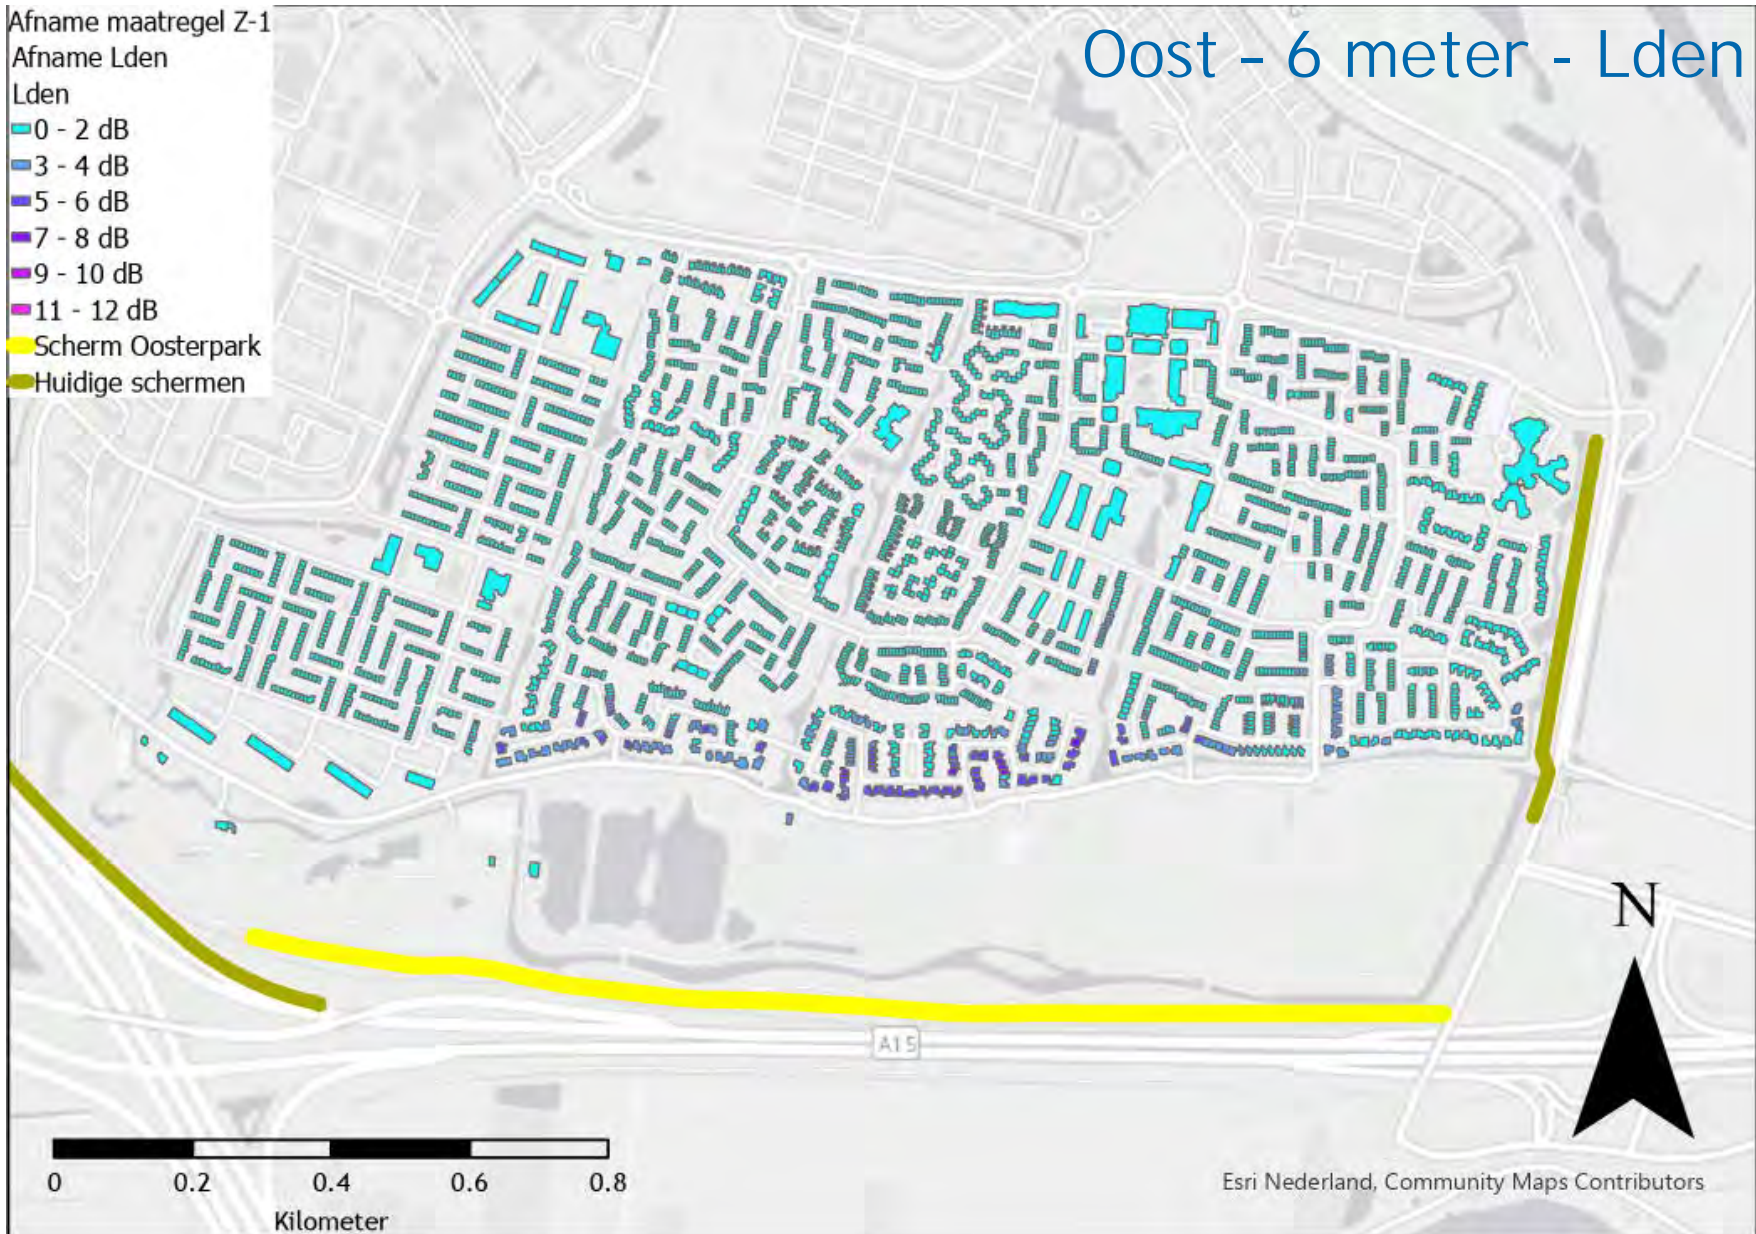 Afname maatregel Z-1
Oost - 6 meter - Lden
Afname Lden
Lden
0 - 2 dB
3 - 4 dB
5 - 6 dB
7 - 8 dB
9 - 10 dB
11 - 12 dB
Scherm Oosterpark
Huidige schermen
A15
N
0 0.2 0.4 0.6 0.8
Kilometer
Esri Nederland, Community Maps Contributors